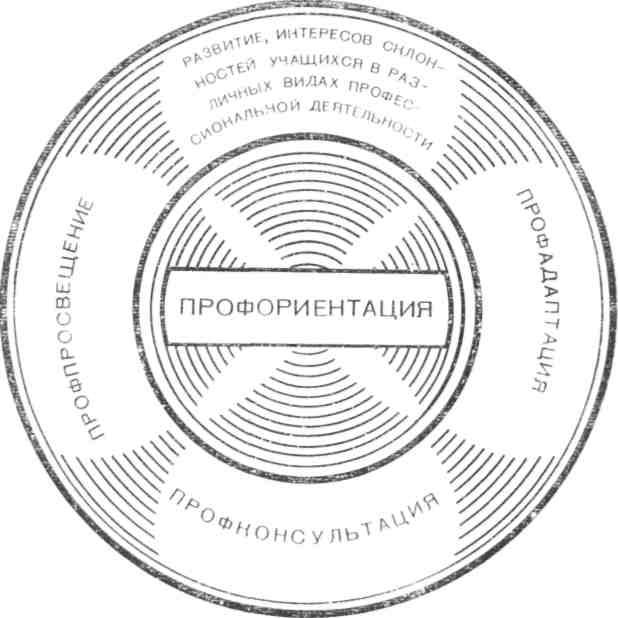 РАЗВИТИЕ, ИНТЕРЕСОВ СКЛОН-
НОСТЕЙ УЧАЩИХСЯ В РАЗ-
ЛИЧНЫХ ВИДАХ ПРОФЕС-
СИОНАЛЬНОЙ ДЕЯТЕЛЬНОСТИ
ПРОФПРОСВЕЩЕНИЕ
ПРОФОРИЕНТАЦИЯ
ПРОФАДАПТАЦИЯ
ПРОФКОНСУЛЬТАЦИЯ